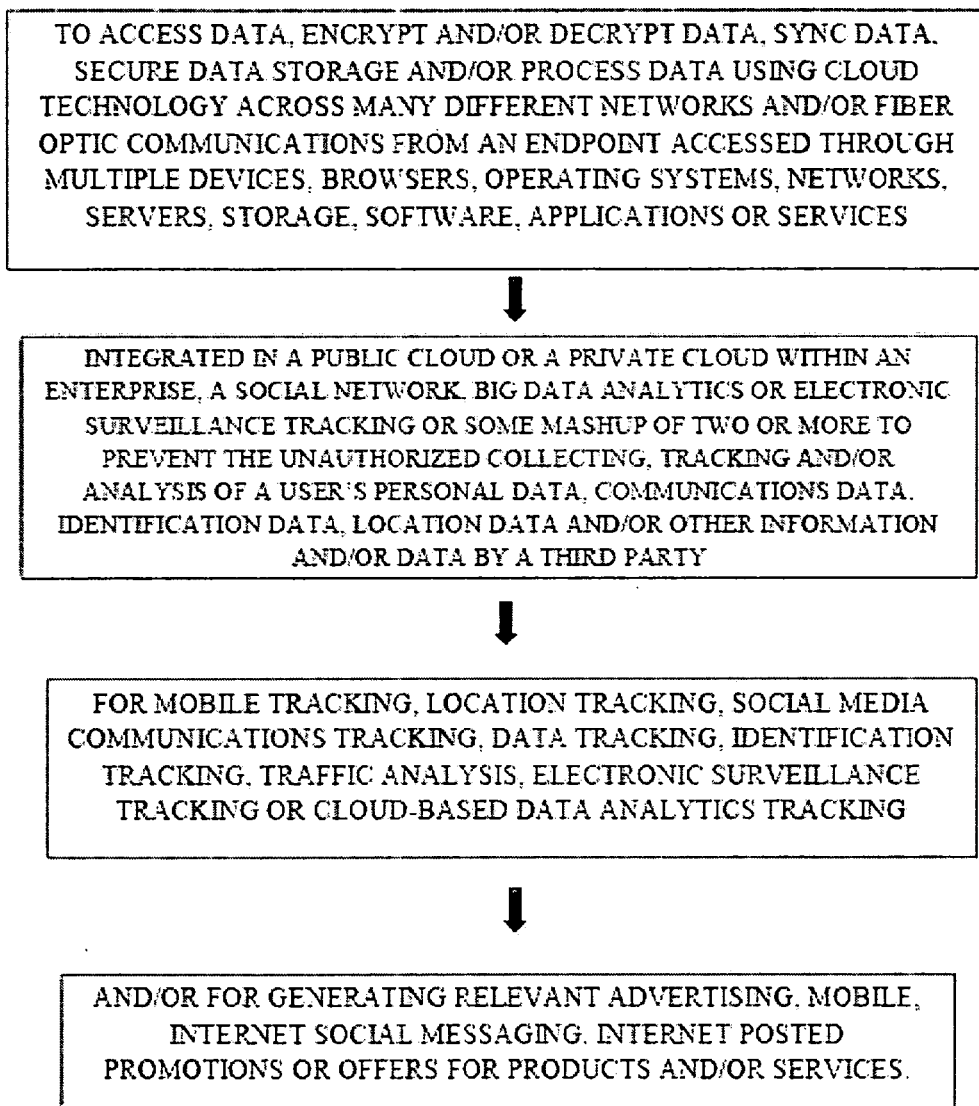 TO ACCESS DATA, ENCRYPT AND/OR DECRYPT DATA, SYNC DATA,
SECURE DATA STORAGE AND/OR PROCESS DATA USING CLOUD
TECHNOLOGY ACROSS MANY DIFFERENT NETWORKS AND/OR FIBER
OPTIC COMMUNICATIONS FROM AN ENDPOINT ACCESSED THROUGH
MULTIPLE DEVICES, BROWSERS, OPERATING SYSTEMS, NETWORKS,
SERVERS, STORAGE, SOFTWARE, APPLICATIONS OR SERVICES
INTEGRATED IN A PUBLIC CLOUD OR A PRIVATE CLOUD WITHIN AN
ENTERPRISE, A SOCIAL NETWORK, BIG DATA ANALYTICS OR ELECTRONIC
SURVEILLANCE TRACKING OR SOME MASHUP OF TWO OR MORE TO
PREVENT THE UNAUTHORIZED COLLECTING, TRACKING AND/OR
ANALYSIS OF A USER'S PERSONAL DATA, COMMUNICATIONS DATA,
IDENTIFICATION DATA, LOCATION DATA AND/OR OTHER INFORMATION
AND/OR DATA BY A THIRD PARTY
FOR MOBILE TRACKING, LOCATION TRACKING, SOCIAL MEDIA
COMMUNICATIONS TRACKING, DATA TRACKING, IDENTIFICATION
TRACKING, TRAFFIC ANALYSIS, ELECTRONIC SURVEILLANCE
TRACKING OR CLOUD-BASED DATA ANALYTICS TRACKING
AND/OR FOR GENERATING RELEVANT ADVERTISING, MOBILE,
INTERNET SOCIAL MESSAGING, INTERNET POSTED
PROMOTIONS OR OFFERS FOR PRODUCTS AND/OR SERVICES.